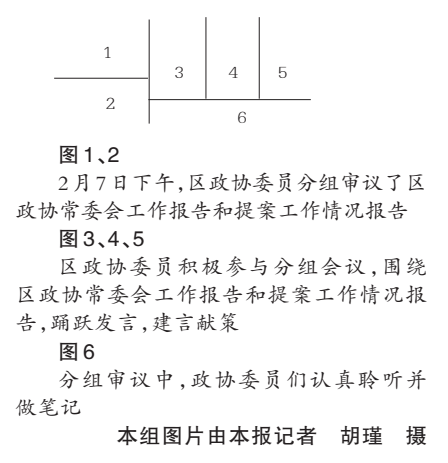 1
3 4 5
2
6
图1、2
2月7日下午,区政协委员分组审议了区
政协常委会工作报告和提案工作情况报告
图3、4、5
区政协委员积极参与分组会议,围绕
区政协常委会工作报告和提案工作情况报
告,踊跃发言,建言献策
图6
分组审议中,政协委员们认真聆听并
做笔记
本组图片由本报记者 胡瑾 摄